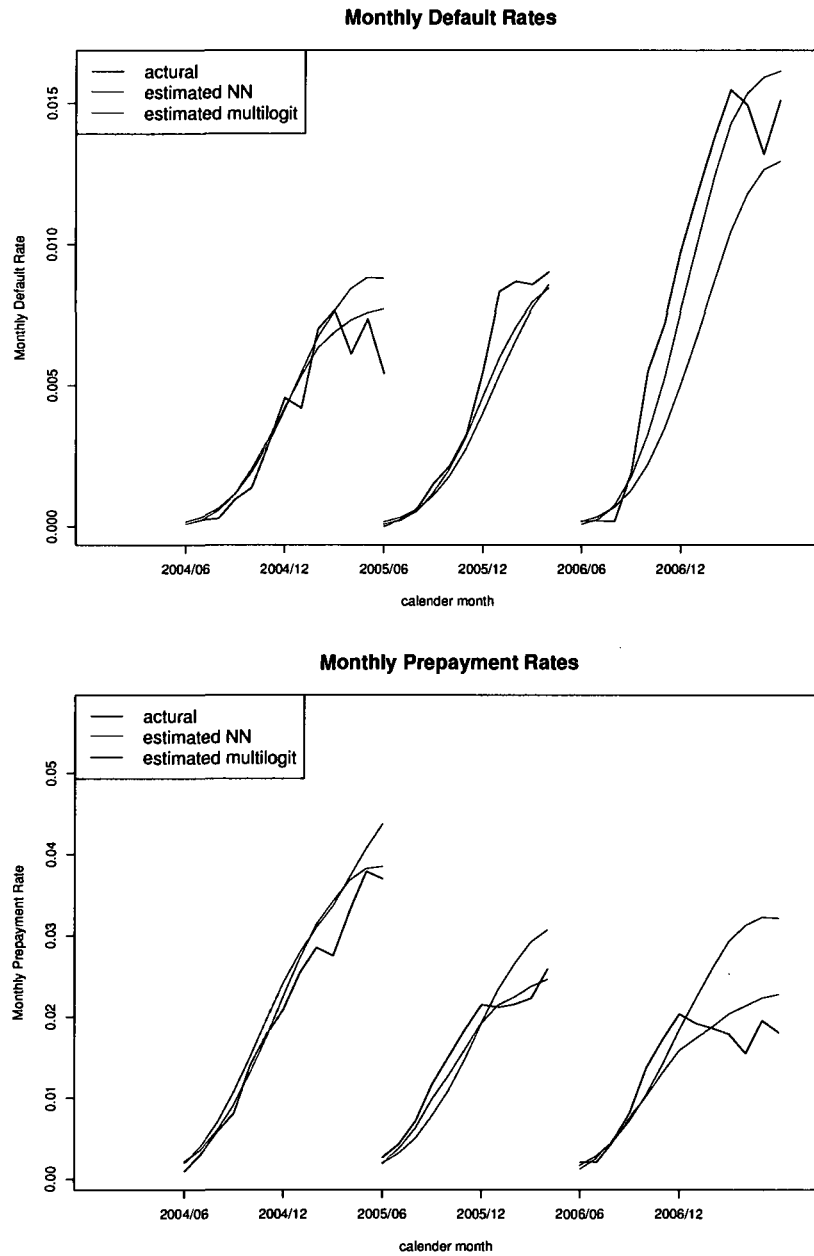 Monthly Default Rates
actural
estimated NN
estimated multilogit
0.015
0.010
0.005
0.000
Monthly Default Rate
2004/06
2004/12
2005/06
2005/12
2006/06
2006/12
calender month
Monthly Prepayment Rates
actural
estimated NN
estimated multilogit
0.05
0.04
0.03
0.02
0.01
0.00
Monthly Prepayment Rate
2004/06
2004/12
2005/06
2005/12
2006/06
2006/12
calender month